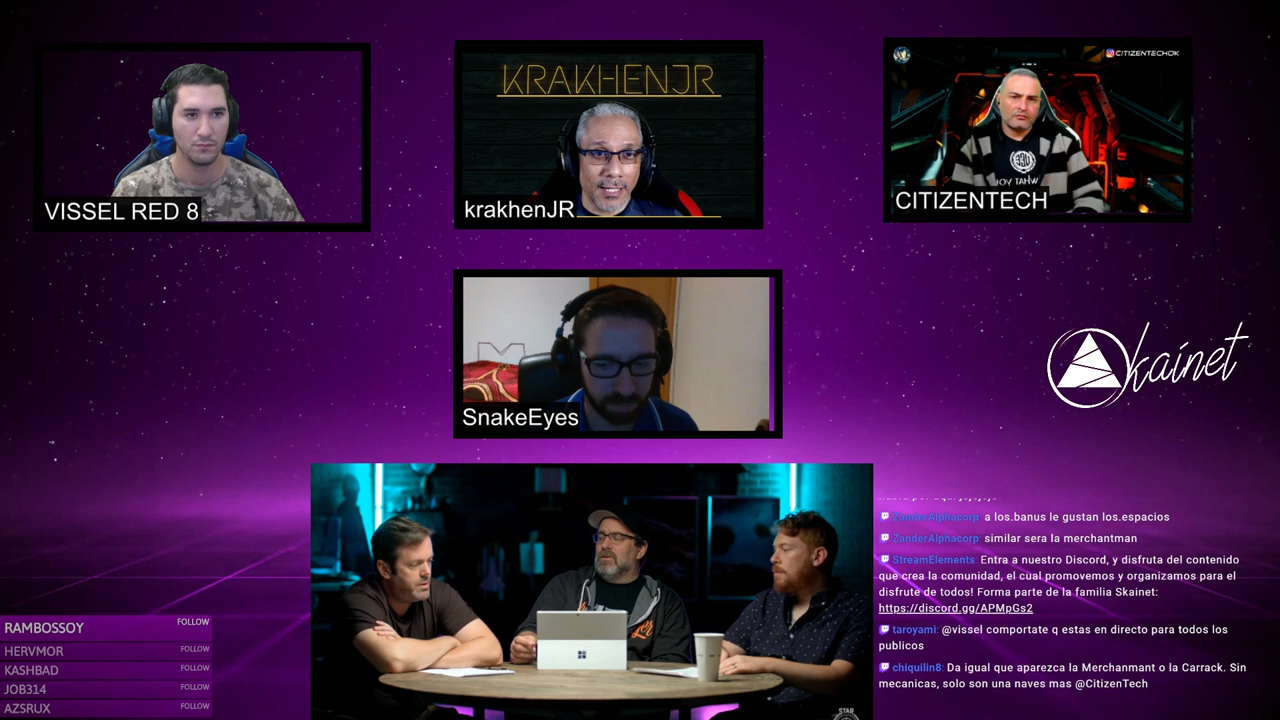 KRAKHENJR
CITIZENTECHOK
VISSEL RED 8
krakhenJR
CITIZENTECH
SnakeEyes
kainet
ZanderAlphacorp: a los.banus le gustan los.espacios
ZanderAlphacorp: similar sera la merchantman
StreamElements: Entra a nuestro Discord, y disfruta del contenido
que crea la comunidad, el cual promovemos y organizamos para el
disfrute de todos! Forma parte de la familia Skainet:
https://discord.gg/APMpGs2
taroyami: @vissel comportate q estas en directo para todos los
publicos
chiquilin8: Da igual que aparezca la Merchanmant o la Carrack. Sin
mecanicas, solo son una naves mas @CitizenTech
RAMBOSSOY FOLLOW
HERVMOR FOLLOW
KASHBAD FOLLOW
JOB314 FOLLOW
AZSRUX FOLLOW
STAR